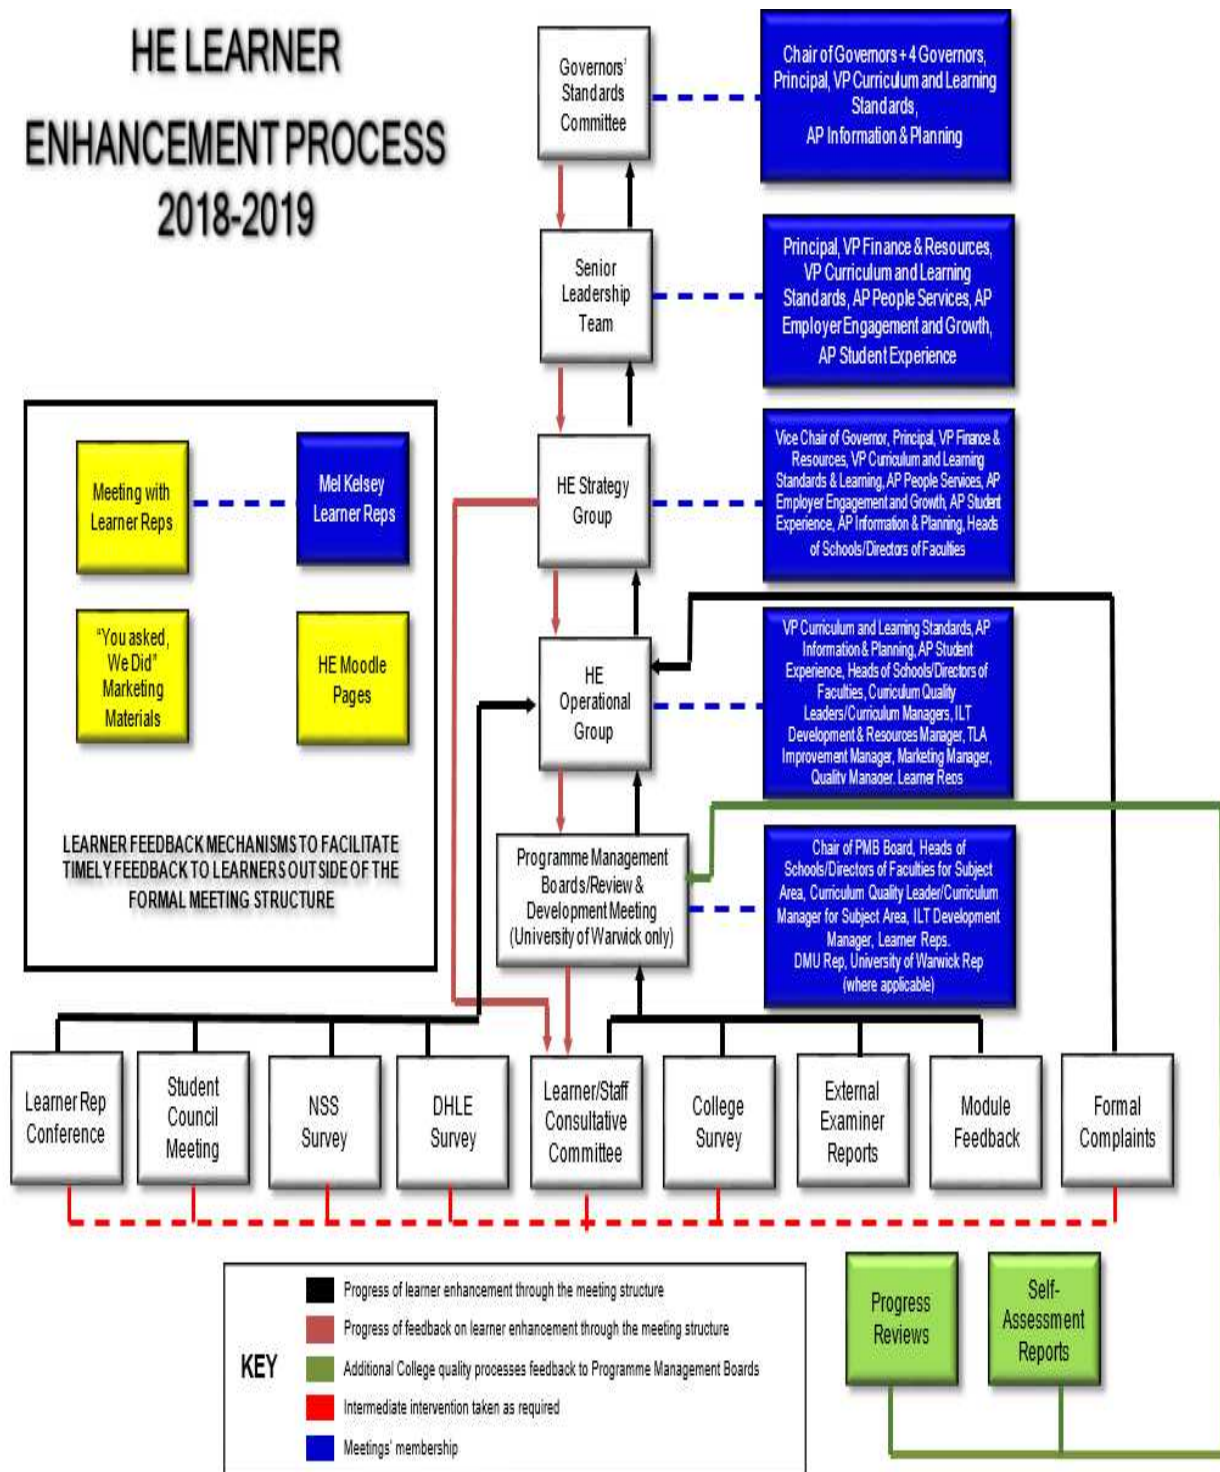 HE LEARNER
ENHANCEMENT PROCESS
2018-2019
Governors'
Standards
Committee
Chair of Governors + 4 Governors,
Principal, VP Curriculum and Learning
Standards,
AP Information & Planning
Senior
Leadership
Team
Principal, VP Finance & Resources,
VP Curriculum and Learning
Standards, AP People Services, AP
Employer Engagement and Growth,
AP Student Experience
HE Strategy
Group
Vice Chair of Governor, Principal, VP Finance &
Resources, VP Curriculum and Learning
Standards & Learning, AP People Services, AP
Employer Engagement and Growth, AP Student
Experience, AP Information & Planning, Heads
of Schools/Directors of Faculties
Meeting with
Learner Reps
Mel Kelsey
Learner Reps
"You asked,
We Did"
Marketing
Materials
HE Moodle
Pages
LEARNER FEEDBACK MECHANISMS TO FACILITATE
TIMELY FEEDBACK TO LEARNERS OUTSIDE OF THE
FORMAL MEETING STRUCTURE
HE
Operational
Group
VP Curriculum and Learning Standards, AP
Information & Planning, AP Student
Experience, Heads of Schools/Directors of
Faculties, Curriculum Quality
Leaders/Curriculum Managers, ILT
Development & Resources Manager, TLA
Improvement Manager, Marketing Manager,
Quality Manager. Learner Reps
Programme Management
Boards/Review &
Development Meeting
(University of Warwick only)
Chair of PMB Board, Heads of
Schools/Directors of Faculties for Subject
Area, Curriculum Quality Leader/Curriculum
Manager for Subject Area, ILT Development
Manager, Learner Reps.
DMU Rep, University of Warwick Rep
(where applicable)
Learner Rep
Conference
Student
Council
Meeting
NSS
Survey
DHLE
Survey
Learner/Staff
Consultative
Committee
College
Survey
External
Examiner
Reports
Module
Feedback
Formal
Complaints
KEY
Progress of learner enhancement through the meeting structure
Progress of feedback on learner enhancement through the meeting structure
Additional College quality processes feedback to Programme Management Boards
Intermediate intervention taken as required
Meetings' membership
Progress
Reviews
Self-
Assessment
Reports